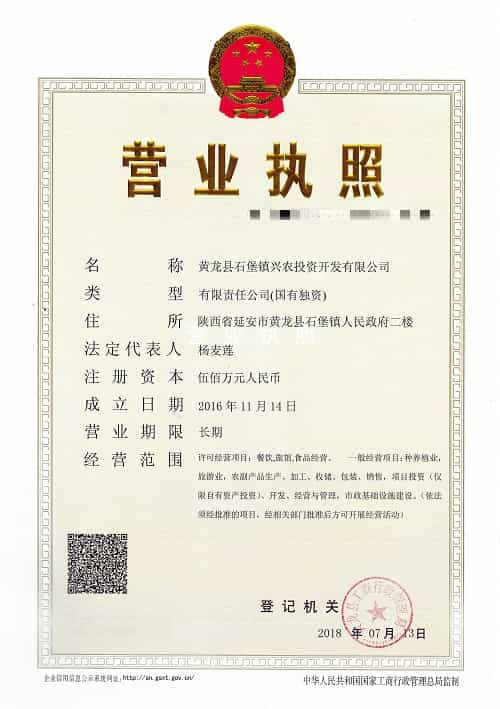 营业执照
名 称 黄龙县石堡镇兴农投资开发有限公司
类 型 有限责任公司(国有独资)
住 所 陕西省延安市黄龙县石堡镇人民政府二楼
法定代表人 杨麦莲
注册资本 伍佰万元人民币
成立日期 2016年11月14日
营业期限 长期
经营范围 许可经营项目：餐饮,旅馆,食品经营。 一般经营项目:种养殖业,
旅游业，农副产品生产、加工、收储、包装、销售，项目投资（仅
限自有资产投资）、开发、经营与管理，市政基础设施建设。（依法
须经批准的项目，经相关部门批准后方可开展经营活动）
登记机关
2018 年 07 月 13日
企业信用信息公示系统网址:http://sn.gsxt.gov.cn/
中华人民共和国国家工商行政管理总局监制